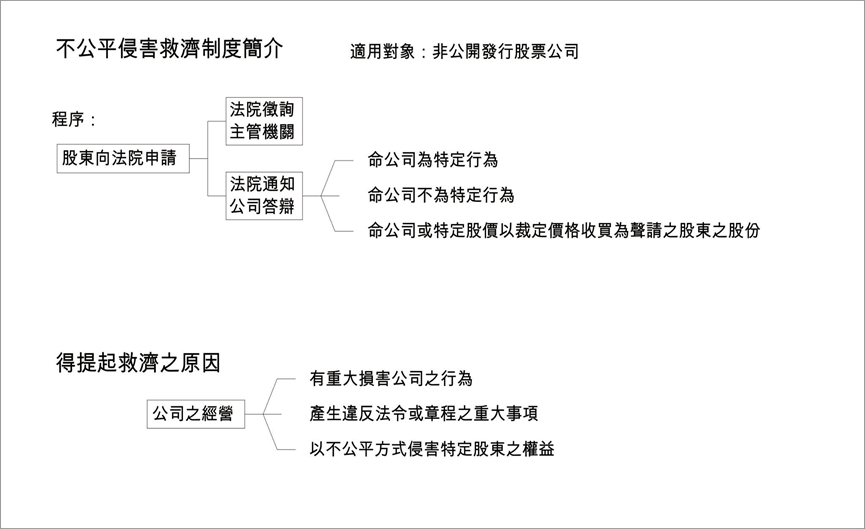 不公平侵害救濟制度簡介
適用對象：非公開發行股票公司
程序：
股東向法院申請
法院徵詢
主管機關
法院通知
公司答辯
命公司為特定行為
命公司不為特定行為
命公司或特定股價以裁定價格收買為聲請之股東之股份
得提起救濟之原因
公司之經營
有重大損害公司之行為
產生違反法令或章程之重大事項
以不公平方式侵害特定股東之權益